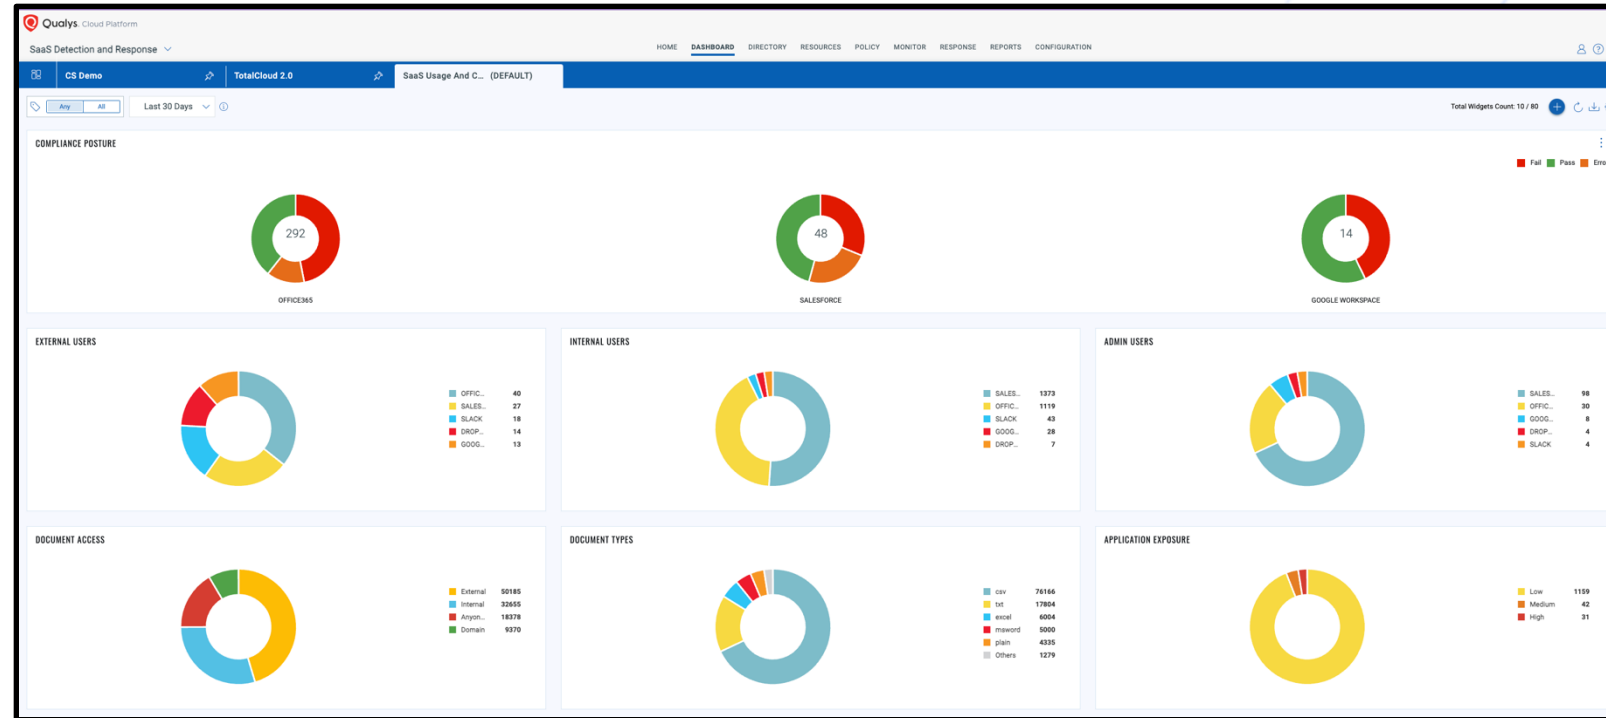 Qualys. Cloud Platform
SaaS Detection and Response
HOME DASHBOARD DIRECTORY RESOURCES POLICY MONITOR RESPONSE REPORTS CONFIGURATION
CS Demo TotalCloud 2.0 SaaS Usage And C... (DEFAULT)
Any All Last 30 Days Total Widgets Count: 10 / 80
COMPLIANCE POSTURE
Fail Pass Erro
292 48 14
OFFICE365 SALESFORCE GOOGLE WORKSPACE
EXTERNAL USERS
OFFIC... 40
SALES... 27
SLACK 18
DROP... 14
GOOG... 13
INTERNAL USERS
SALES... 1373
OFFIC... 1119
SLACK 43
GOOG... 28
DROP... 7
ADMIN USERS
SALES... 98
OFFIC... 30
GOOG... 8
DROP... 4
SLACK 4
DOCUMENT ACCESS
External 50185
Internal 32655
Anyon... 18378
Domain 9370
DOCUMENT TYPES
csv 76166
txt 17804
excel 6004
msword 5000
plain 4335
Others 1279
APPLICATION EXPOSURE
Low 1159
Medium 42
High 31